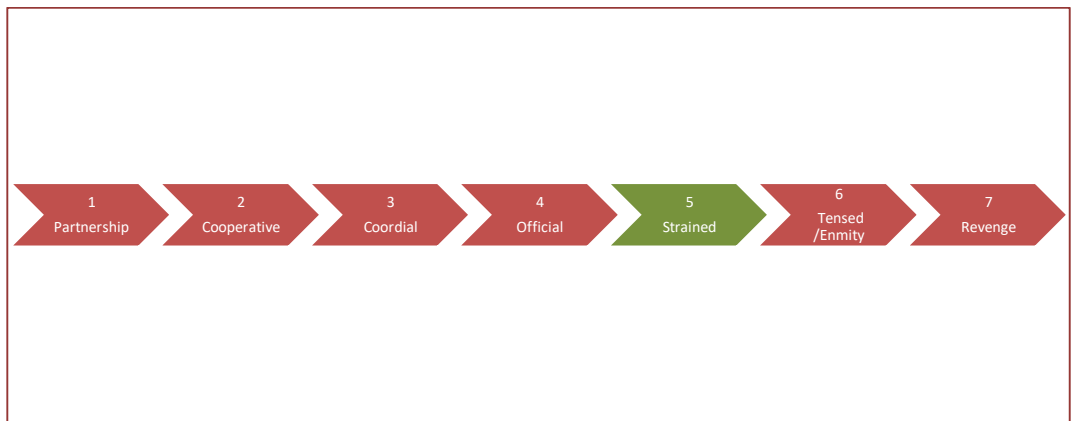 1
Partnership
2
Cooperative
3
Coordial
4
Official
5
Strained
6
Tensed
/Enmity
7
Revenge